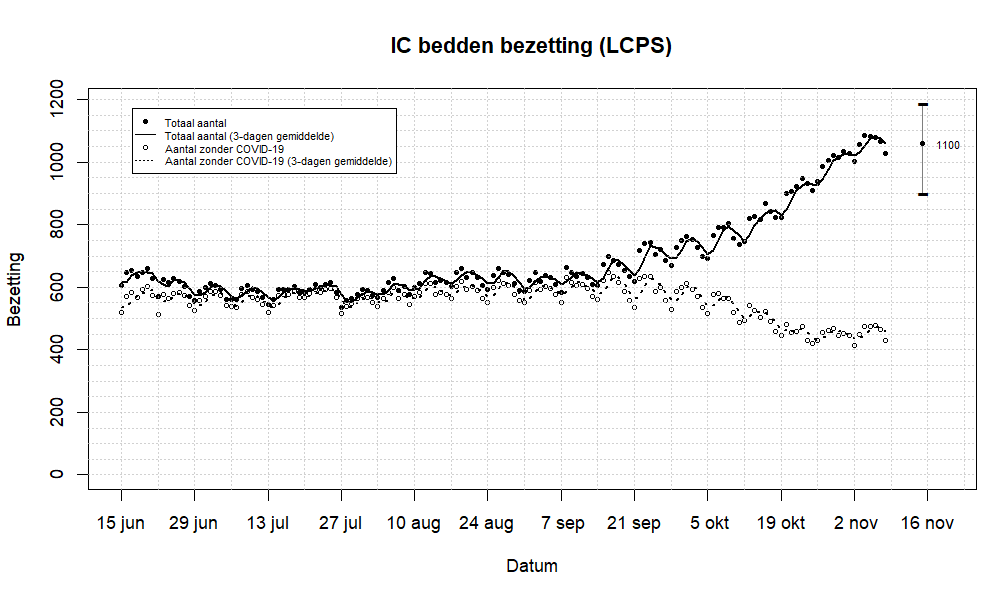 IC bedden bezetting (LCPS)
Totaal aantal
Totaal aantal (3-dagen gemiddelde)
Aantal zonder COVID-19
Aantal zonder COVID-19 (3-dagen gemiddelde)
1100
Bezetting
1200
1000
800
600
400
200
0
15 jun 29 jun 13 jul 27 jul 10 aug 24 aug 7 sep 21 sep 5 okt 19 okt 2 nov 16 nov
Datum